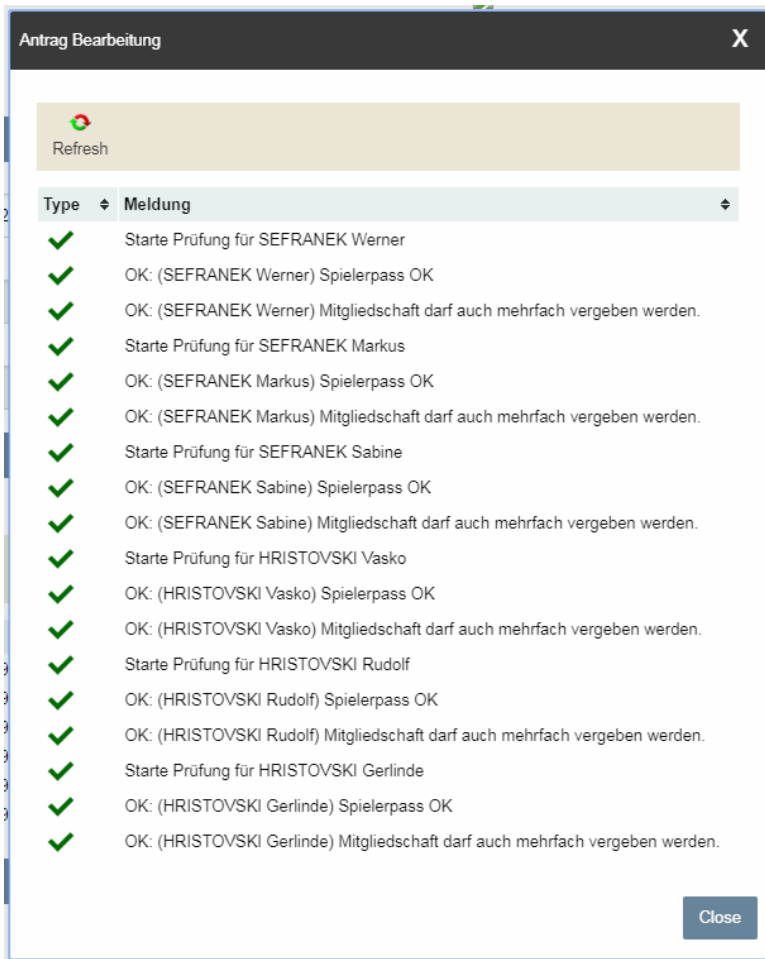 Antrag Bearbeitung X
Refresh
Type Meldung
Starte Prüfung für SEFRANEK Werner
OK: (SEFRANEK Werner) Spielerpass OK
OK: (SEFRANEK Werner) Mitgliedschaft darf auch mehrfach vergeben werden.
Starte Prüfung für SEFRANEK Markus
OK: (SEFRANEK Markus) Spielerpass OK
OK: (SEFRANEK Markus) Mitgliedschaft darf auch mehrfach vergeben werden.
Starte Prüfung für SEFRANEK Sabine
OK: (SEFRANEK Sabine) Spielerpass OK
OK: (SEFRANEK Sabine) Mitgliedschaft darf auch mehrfach vergeben werden.
Starte Prüfung für HRISTOVSKI Vasko
OK: (HRISTOVSKI Vasko) Spielerpass OK
OK: (HRISTOVSKI Vasko) Mitgliedschaft darf auch mehrfach vergeben werden.
Starte Prüfung für HRISTOVSKI Rudolf
OK: (HRISTOVSKI Rudolf) Spielerpass OK
OK: (HRISTOVSKI Rudolf) Mitgliedschaft darf auch mehrfach vergeben werden.
Starte Prüfung für HRISTOVSKI Gerlinde
OK: (HRISTOVSKI Gerlinde) Spielerpass OK
OK: (HRISTOVSKI Gerlinde) Mitgliedschaft darf auch mehrfach vergeben werden.
Close